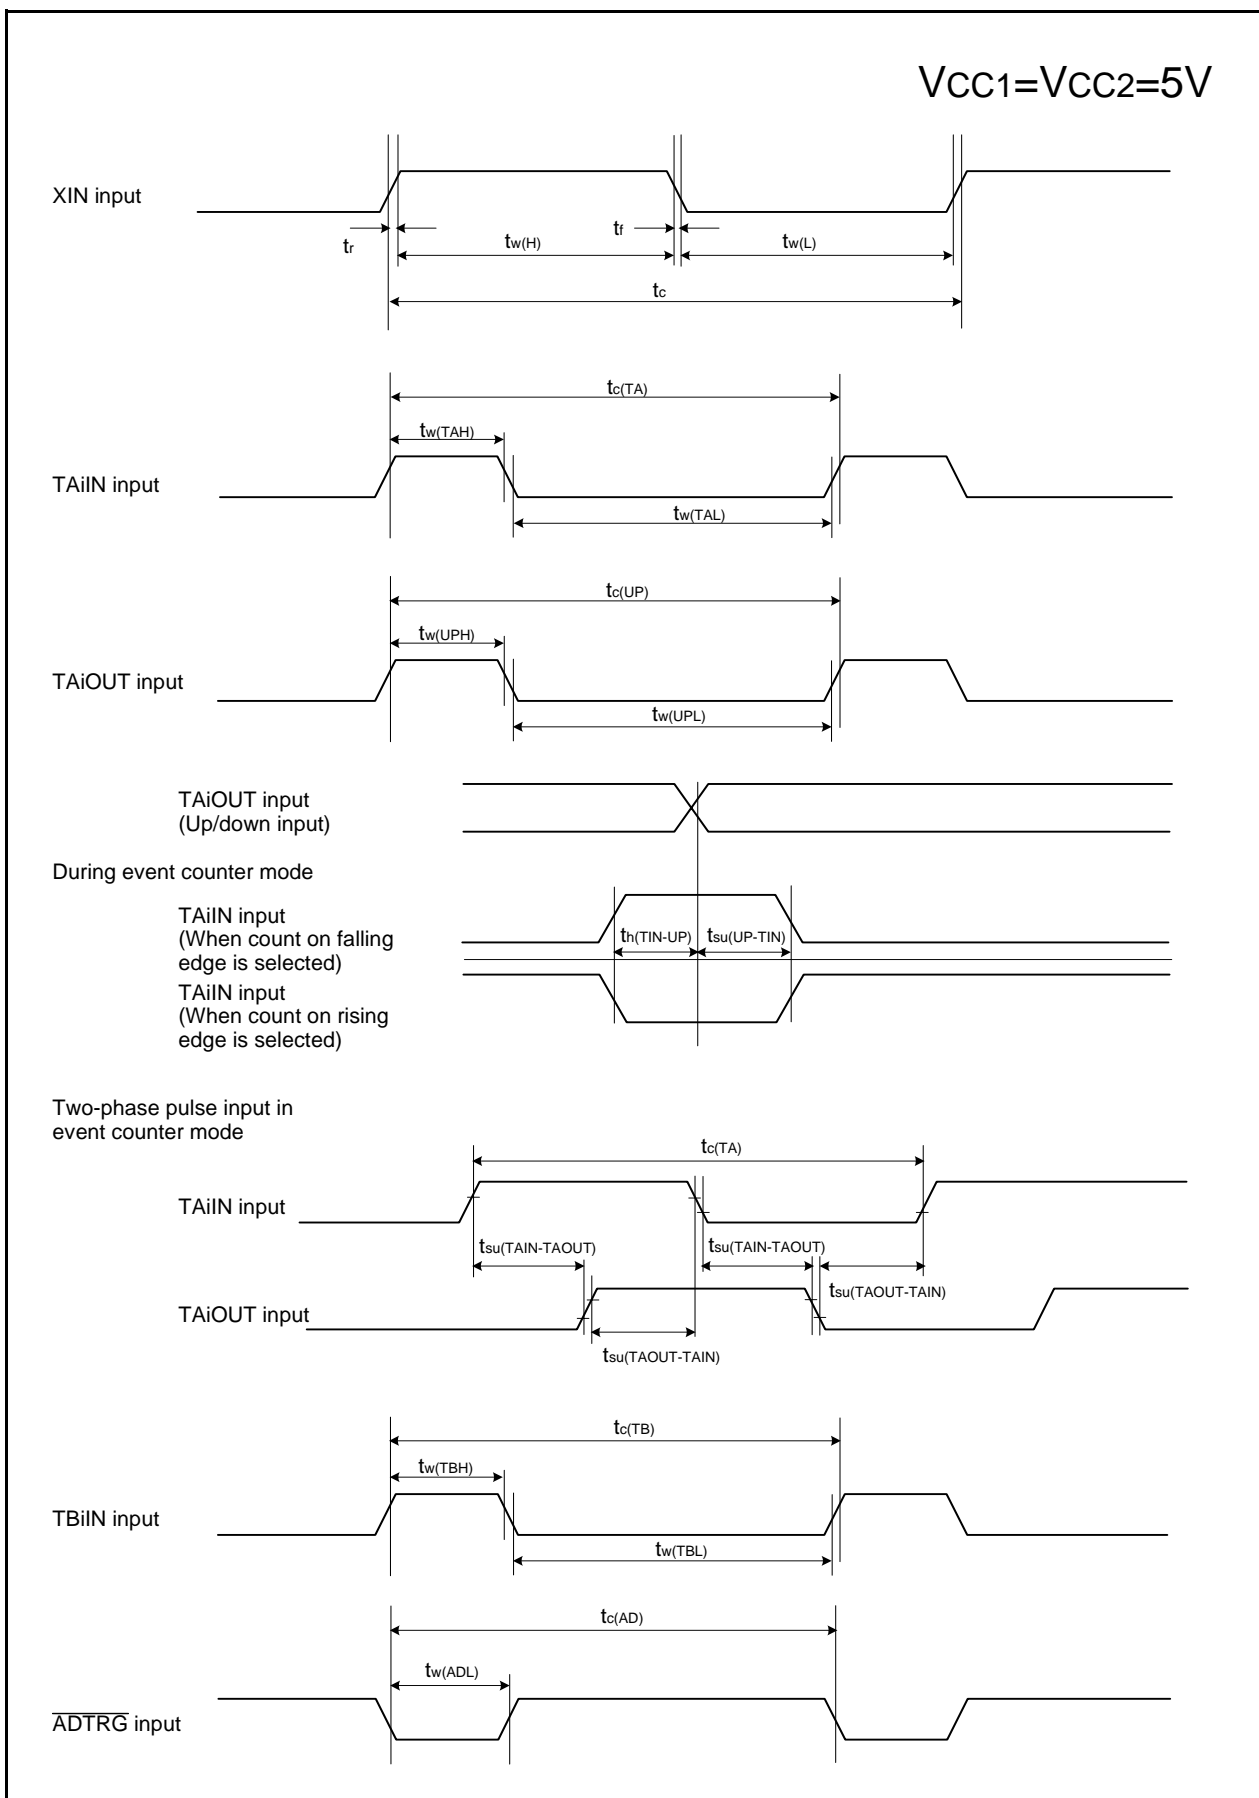 VCC1=VCC2=5V
XIN input
tr
tw(H)
tf
tw(L)
tc
tc(TA)
tw(TAH)
TAiIN input
tw(TAL)
tc(UP)
tw(UPH)
TAiOUT input
tw(UPL)
TAiOUT input
(Up/down input)
During event counter mode
TAiIN input
(When count on falling
edge is selected)
th(TIN-UP)
tsu(UP-TIN)
TAiIN input
(When count on rising
edge is selected)
Two-phase pulse input in
event counter mode
tc(TA)
TAiIN input
tsu(TAIN-TAOUT)
tsu(TAIN-TAOUT)
tsu(TAOUT-TAIN)
TAiOUT input
tsu(TAOUT-TAIN)
tc(TB)
tw(TBH)
TBiIN input
tw(TBL)
tc(AD)
tw(ADL)
ADTRG input